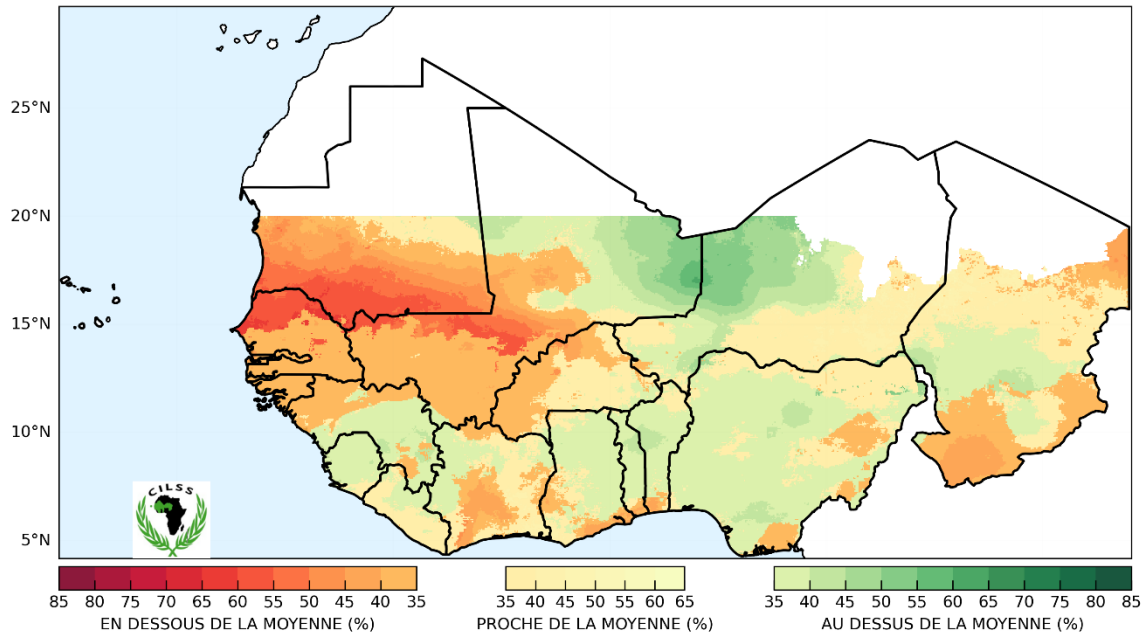 25°N
20°N
15°N
10°N
5°N
CILSS
85 80 75 70 65 60 55 50 45 40 35
35 40 45 50 55 60 65
35 40 45 50 55 60 65 70 75 80 85
EN DESSOUS DE LA MOYENNE (%)
PROCHE DE LA MOYENNE (%)
AU DESSUS DE LA MOYENNE (%)